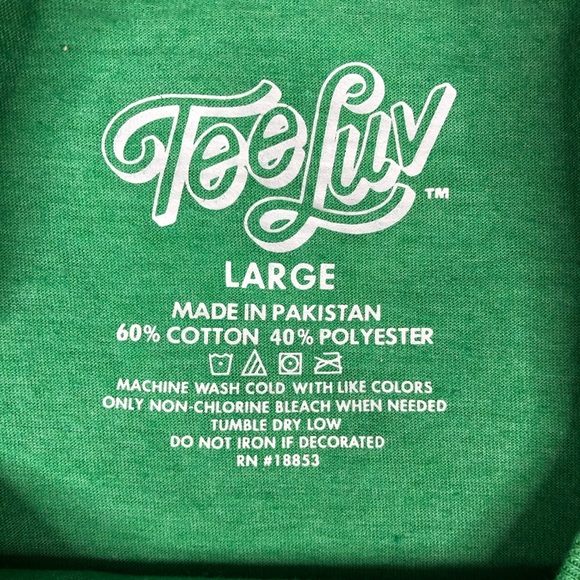 TeeLuv™
LARGE
MADE IN PAKISTAN
60% COTTON 40% POLYESTER
MACHINE WASH COLD WITH LIKE COLORS
ONLY NON-CHLORINE BLEACH WHEN NEEDED
TUMBLE DRY LOW
DO NOT IRON IF DECORATED
RN #18853